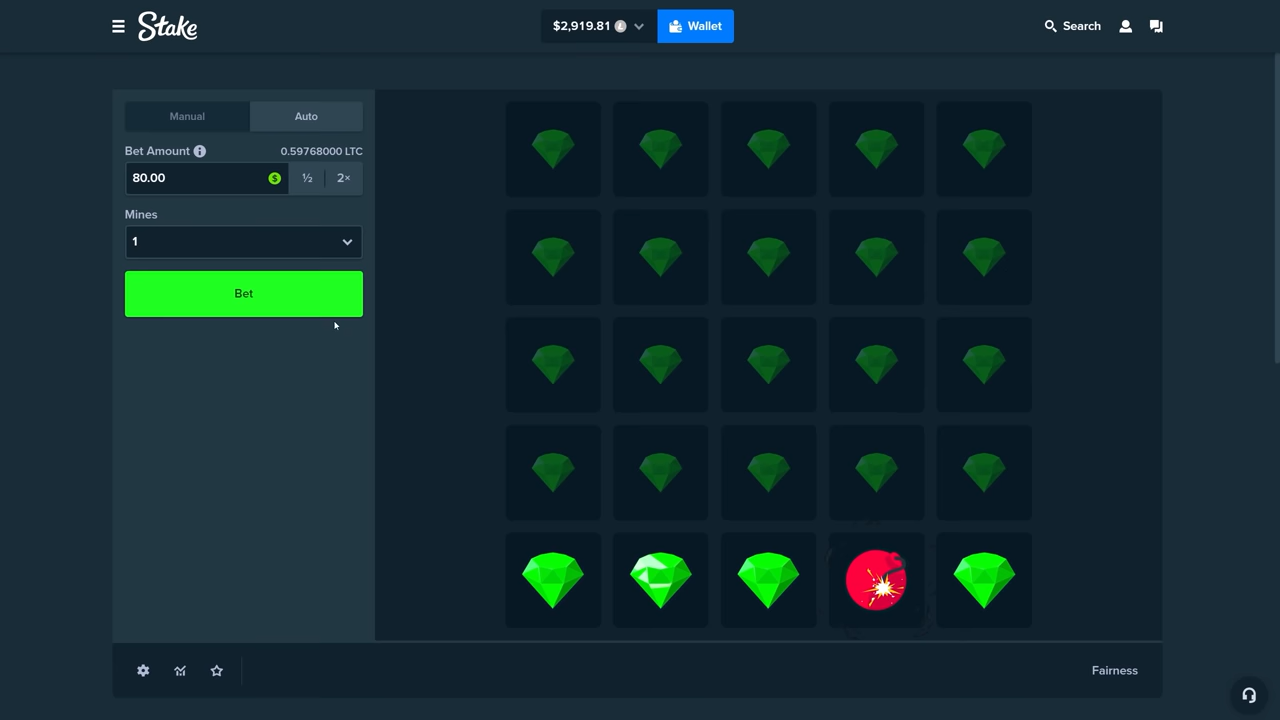 Stake
$2,919.81
Wallet
Search
Manual
Auto
Bet Amount
0.59768000 LTC
80.00
$
½
2×
Mines
1
Bet
Fairness